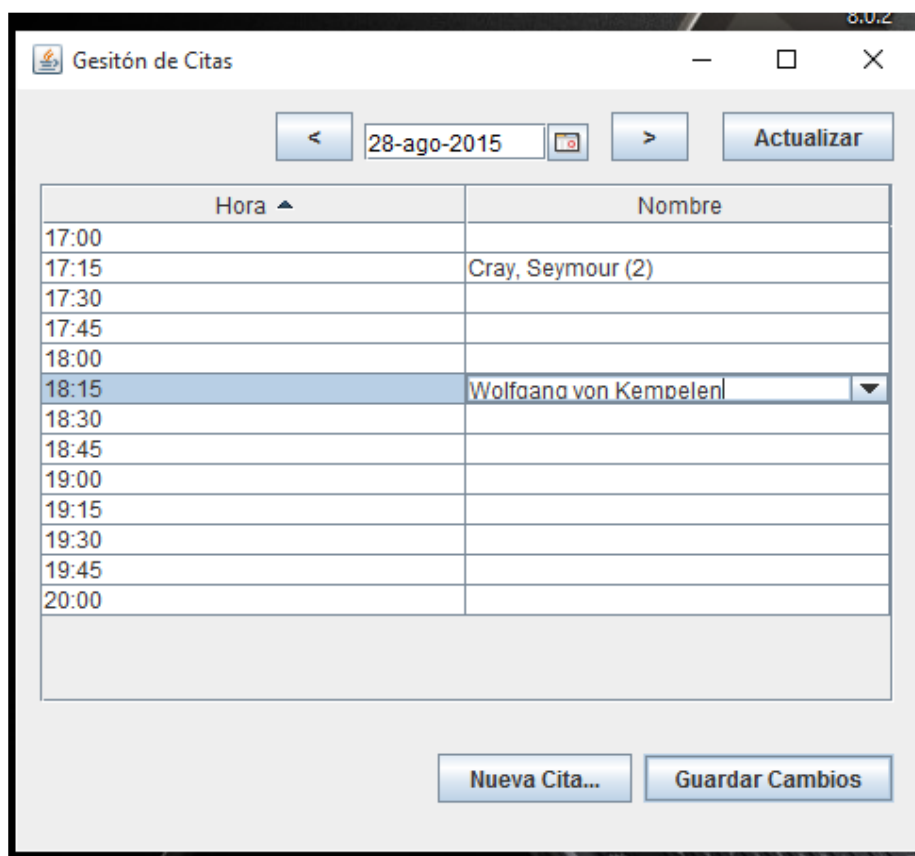 8.0.2
Gesitón de Citas
< 28-ago-2015 > Actualizar
Hora Nombre
17:00
17:15 Cray, Seymour (2)
17:30
17:45
18:00
18:15 Wolfgang von Kempelen
18:30
18:45
19:00
19:15
19:30
19:45
20:00
Nueva Cita... Guardar Cambios